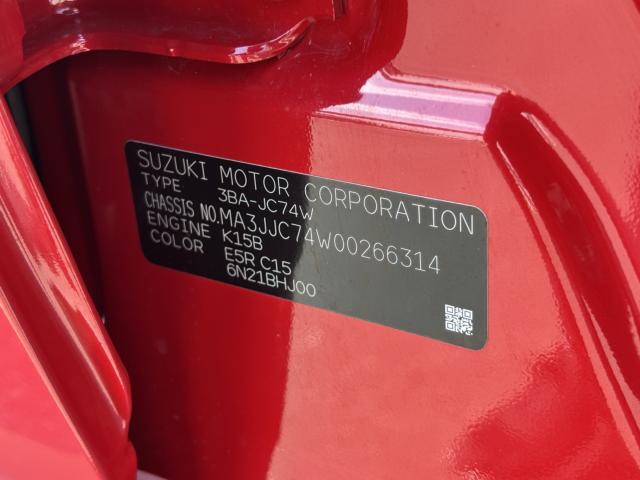 SUZUKI MOTOR CORPORATION
TYPE 3BA-JC74W
CHASSIS NO. MA3JJC74W00266314
ENGINE K15B
COLOR E5R C15
6N21BHJ00